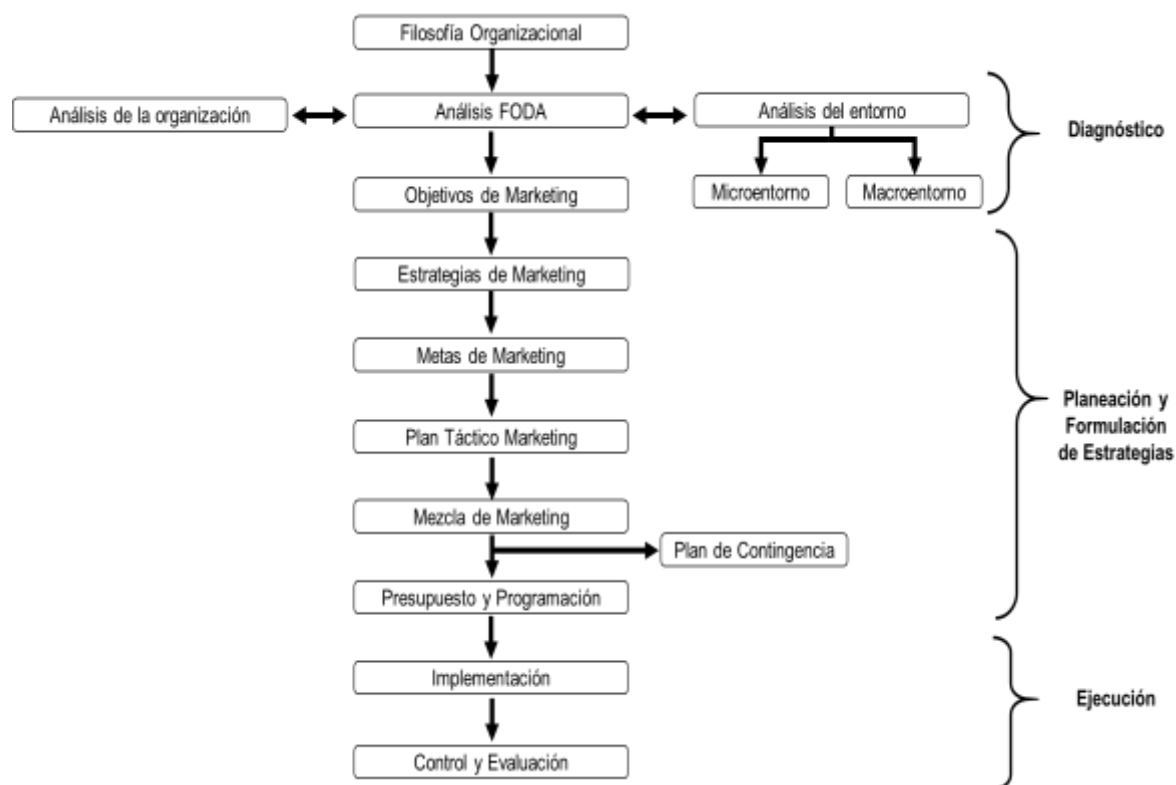 Filosofía Organizacional
Análisis de la organización
Análisis FODA
Análisis del entorno
Diagnóstico
Microentorno
Macroentorno
Objetivos de Marketing
Estrategias de Marketing
Metas de Marketing
Planeación y
Formulación
de Estrategias
Plan Táctico Marketing
Mezcla de Marketing
Plan de Contingencia
Presupuesto y Programación
Implementación
Ejecución
Control y Evaluación